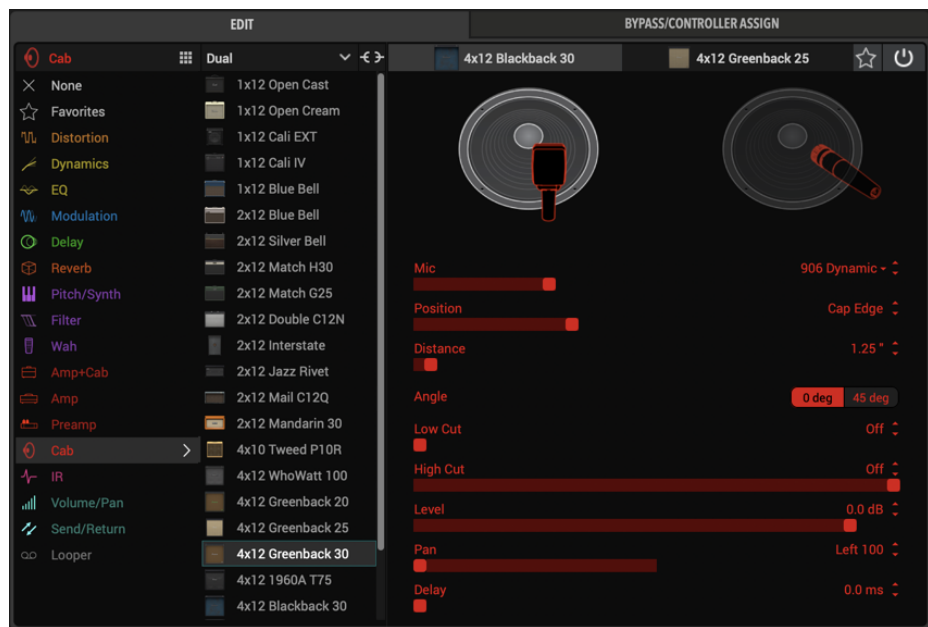 EDIT
BYPASS/CONTROLLER ASSIGN
Cab
Dual
4x12 Blackback 30
4x12 Greenback 25
None
Favorites
Distortion
Dynamics
EQ
Modulation
Delay
Reverb
Pitch/Synth
Filter
Wah
Amp+Cab
Amp
Preamp
Cab
IR
Volume/Pan
Send/Return
Looper
1x12 Open Cast
1x12 Open Cream
1x12 Cali EXT
1x12 Cali IV
1x12 Blue Bell
2x12 Blue Bell
2x12 Silver Bell
2x12 Match H30
2x12 Match G25
2x12 Double C12N
2x12 Interstate
2x12 Jazz Rivet
2x12 Mail C12Q
2x12 Mandarin 30
4x10 Tweed P10R
4x12 WhoWatt 100
4x12 Greenback 20
4x12 Greenback 25
4x12 Greenback 30
4x12 1960A T75
4x12 Blackback 30
Mic 906 Dynamic
Position Cap Edge
Distance 1.25 "
Angle 0 deg 45 deg
Low Cut Off
High Cut Off
Level 0.0 dB
Pan Left 100
Delay 0.0 ms